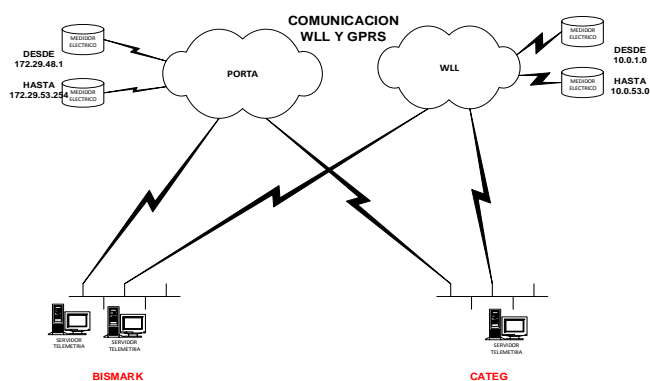 COMUNICACION
WLL Y GPRS
MEDIDOR
ELECTRICO
DESDE
172.29.48.1
HASTA
172.29.53.254
MEDIDOR
ELECTRICO
PORTA
WLL
MEDIDOR
ELECTRICO
DESDE
10.0.1.0
HASTA
10.0.53.0
MEDIDOR
ELECTRICO
SERVIDOR
TELEMETRIA
SERVIDOR
TELEMETRIA
SERVIDOR
TELEMETRIA
BISMARK
CATEG